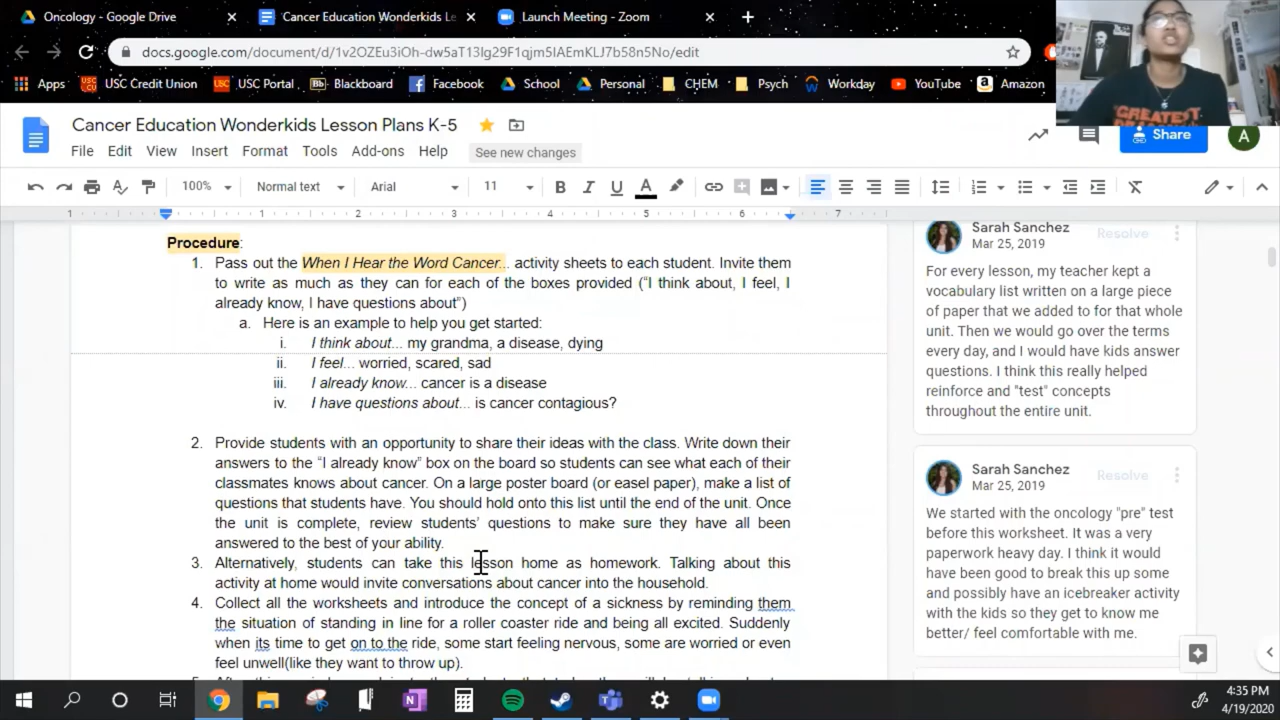 Oncology - Google Drive
Cancer Education Wonderkids Le
Launch Meeting - Zoom
docs.google.com/document/d/1v2OZEu3iOh-dw5aT13lg29F1qjm5IAEmKLJ7b58n5No/edit
Apps USC Credit Union USC Portal Bb Blackboard Facebook School Personal CHEM Psych Workday YouTube Amazon
GREATEST
Cancer Education Wonderkids Lesson Plans K-5
Share
A
File Edit View Insert Format Tools Add-ons Help See new changes
100% Normal text Arial 11
1 1 2 3 4 5 6 7
Procedure:
1. Pass out the When I Hear the Word Cancer... activity sheets to each student. Invite them
to write as much as they can for each of the boxes provided (“I think about, I feel, I
already know, I have questions about”)
a. Here is an example to help you get started:
i. I think about... my grandma, a disease, dying
ii. I feel... worried, scared, sad
iii. I already know... cancer is a disease
iv. I have questions about... is cancer contagious?
2. Provide students with an opportunity to share their ideas with the class. Write down their
answers to the “I already know” box on the board so students can see what each of their
classmates knows about cancer. On a large poster board (or easel paper), make a list of
questions that students have. You should hold onto this list until the end of the unit. Once
the unit is complete, review students’ questions to make sure they have all been
answered to the best of your ability.
3. Alternatively, students can take this lesson home as homework. Talking about this
activity at home would invite conversations about cancer into the household.
4. Collect all the worksheets and introduce the concept of a sickness by reminding them
the situation of standing in line for a roller coaster ride and being all excited. Suddenly
when its time to get on to the ride, some start feeling nervous, some are worried or even
feel unwell(like they want to throw up).
Sarah Sanchez
Resolve
Mar 25, 2019
For every lesson, my teacher kept a
vocabulary list written on a large piece
of paper that we added to for that whole
unit. Then we would go over the terms
every day, and I would have kids answer
questions. I think this really helped
reinforce and "test" concepts
throughout the entire unit.
Sarah Sanchez
Resolve
Mar 25, 2019
We started with the oncology "pre" test
before this worksheet. It was a very
paperwork heavy day. I think it would
have been good to break this up some
and possibly have an icebreaker activity
with the kids so they get to know me
better/ feel comfortable with me.
4:35 PM
4/19/2020